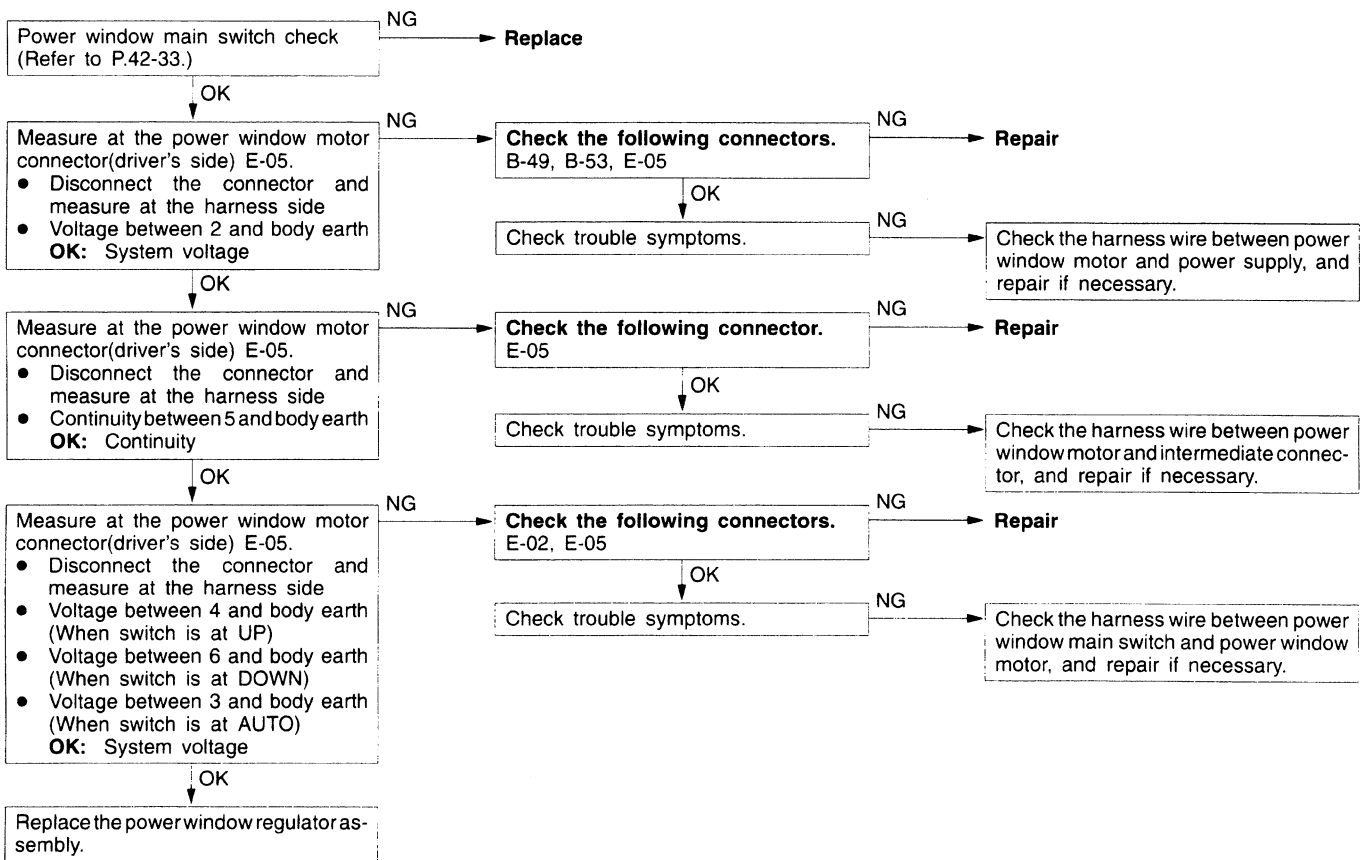 Power window main switch check
(Refer to P.42-33.)
NG
Replace
OK
Measure at the power window motor
connector(driver's side) E-05.
● Disconnect the connector and
measure at the harness side
● Voltage between 2 and body earth
OK: System voltage
NG
Check the following connectors.
B-49, B-53, E-05
NG
Repair
OK
Check trouble symptoms.
NG
Check the harness wire between power
window motor and power supply, and
repair if necessary.
OK
Measure at the power window motor
connector(driver's side) E-05.
● Disconnect the connector and
measure at the harness side
● Continuity between 5 and body earth
OK: Continuity
NG
Check the following connector.
E-05
NG
Repair
OK
Check trouble symptoms.
NG
Check the harness wire between power
window motor and intermediate connec-
tor, and repair if necessary.
OK
Measure at the power window motor
connector(driver's side) E-05.
● Disconnect the connector and
measure at the harness side
● Voltage between 4 and body earth
(When switch is at UP)
● Voltage between 6 and body earth
(When switch is at DOWN)
● Voltage between 3 and body earth
(When switch is at AUTO)
OK: System voltage
NG
Check the following connectors.
E-02, E-05
NG
Repair
OK
Check trouble symptoms.
NG
Check the harness wire between power
window main switch and power window
motor, and repair if necessary.
OK
Replace the power window regulator as-
sembly.